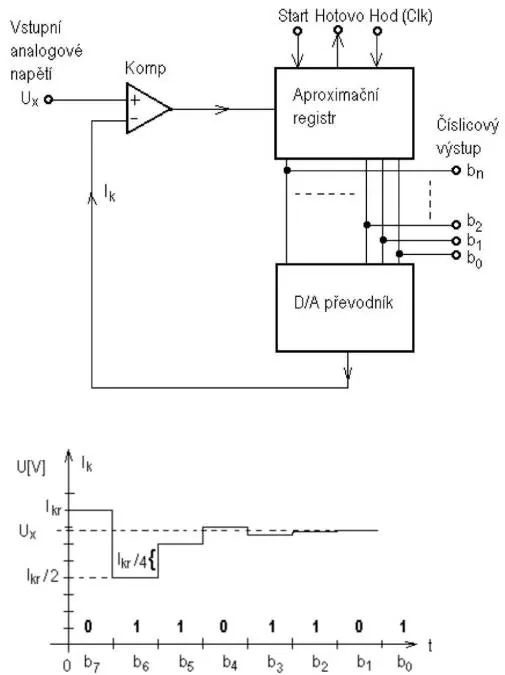 Start Hotovo Hod (Clk)
Vstupní
analogové
napětí
Komp
Ux
+
−
Aproximační
registr
Číslicový
výstup
bn
Ik
b2
b1
b0
D/A převodník
U[V]
Ik
Ikr
Ux
Ikr/4{
Ikr/2
0 1 1 0 1 1 0 1
t
0 b7 b6 b5 b4 b3 b2 b1 b0